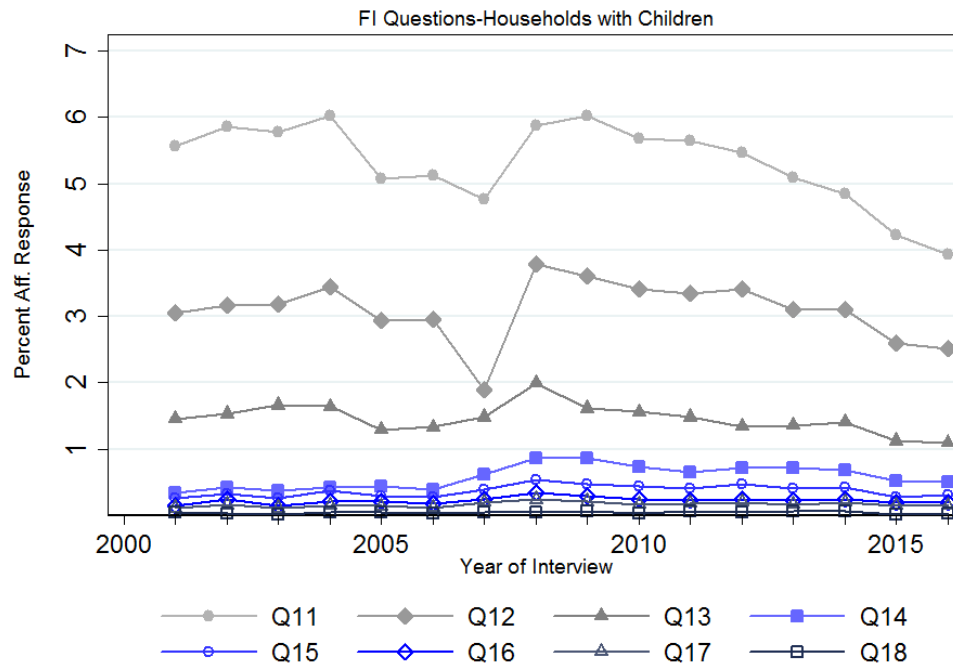 FI Questions-Households with Children
Percent Aff. Response
7
6
5
4
3
2
1
2000 2005 2010 2015
Year of Interview
Q11 Q12 Q13 Q14
Q15 Q16 Q17 Q18